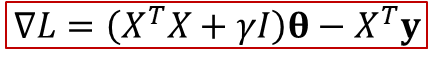 ∇L = (XᵀX + γI)𝛉 − Xᵀ𝐲